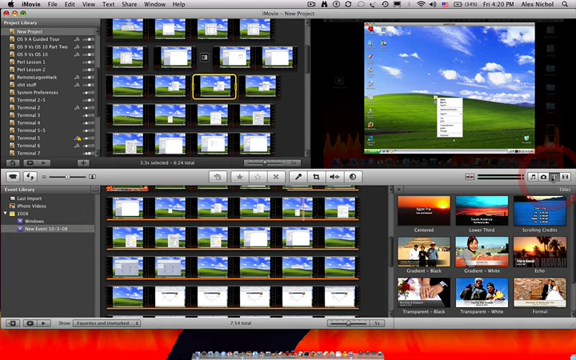 iMovie File Edit View Text Share Window Help
(34%) Fri 4:20 PM Alex Nichol
iMovie – New Project
Project Library
New Project
OS 9 A Guided Tour
OS 9 Vs OS 10 Part Two
OS 9 Vs OS 10
Perl Lesson 1
Perl Lesson 2
RemoteLogonHack
shit stuff
System Preferences
Terminal 2-5
Terminal 2
Terminal 3
Terminal 5-5
Terminal 5
Terminal 6
Terminal 7
3.3s selected – 6:24 total
Event Library
Last Import
iPhoto Videos
2008
Windows
New Event 10-3-08
Titles
Centered
Lower Third
Scrolling Credits
Gradient – Black
Gradient – White
Echo
Transparent – Black
Transparent – White
Formal
Show: Favorites and Unmarked
7:54 total